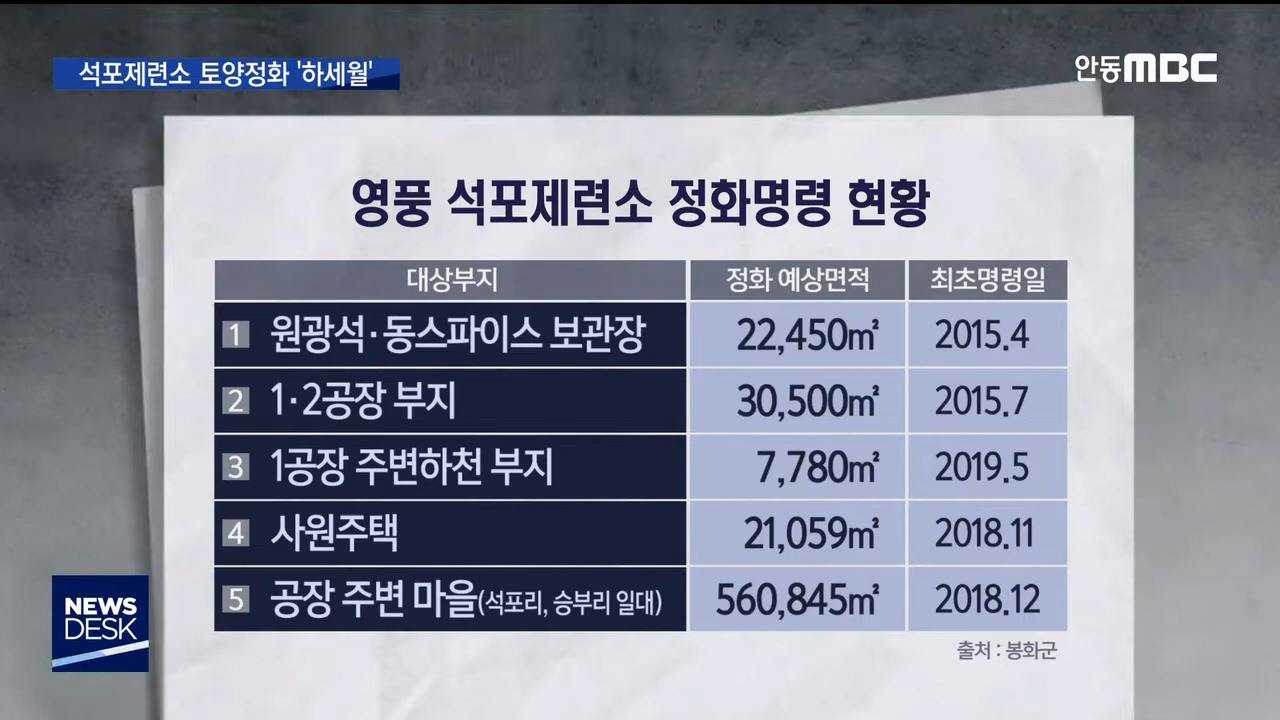 석포제련소 토양정화 '하세월'
안동MBC
영풍 석포제련소 정화명령 현황
대상부지 정화 예상면적 최초명령일
1 원광석·동스파이스 보관장 22,450㎡ 2015.4
2 1·2공장 부지 30,500㎡ 2015.7
3 1공장 주변하천 부지 7,780㎡ 2019.5
4 사원주택 21,059㎡ 2018.11
5 공장 주변 마을(석포리, 승부리 일대) 560,845㎡ 2018.12
출처 : 봉화군
NEWS
DESK